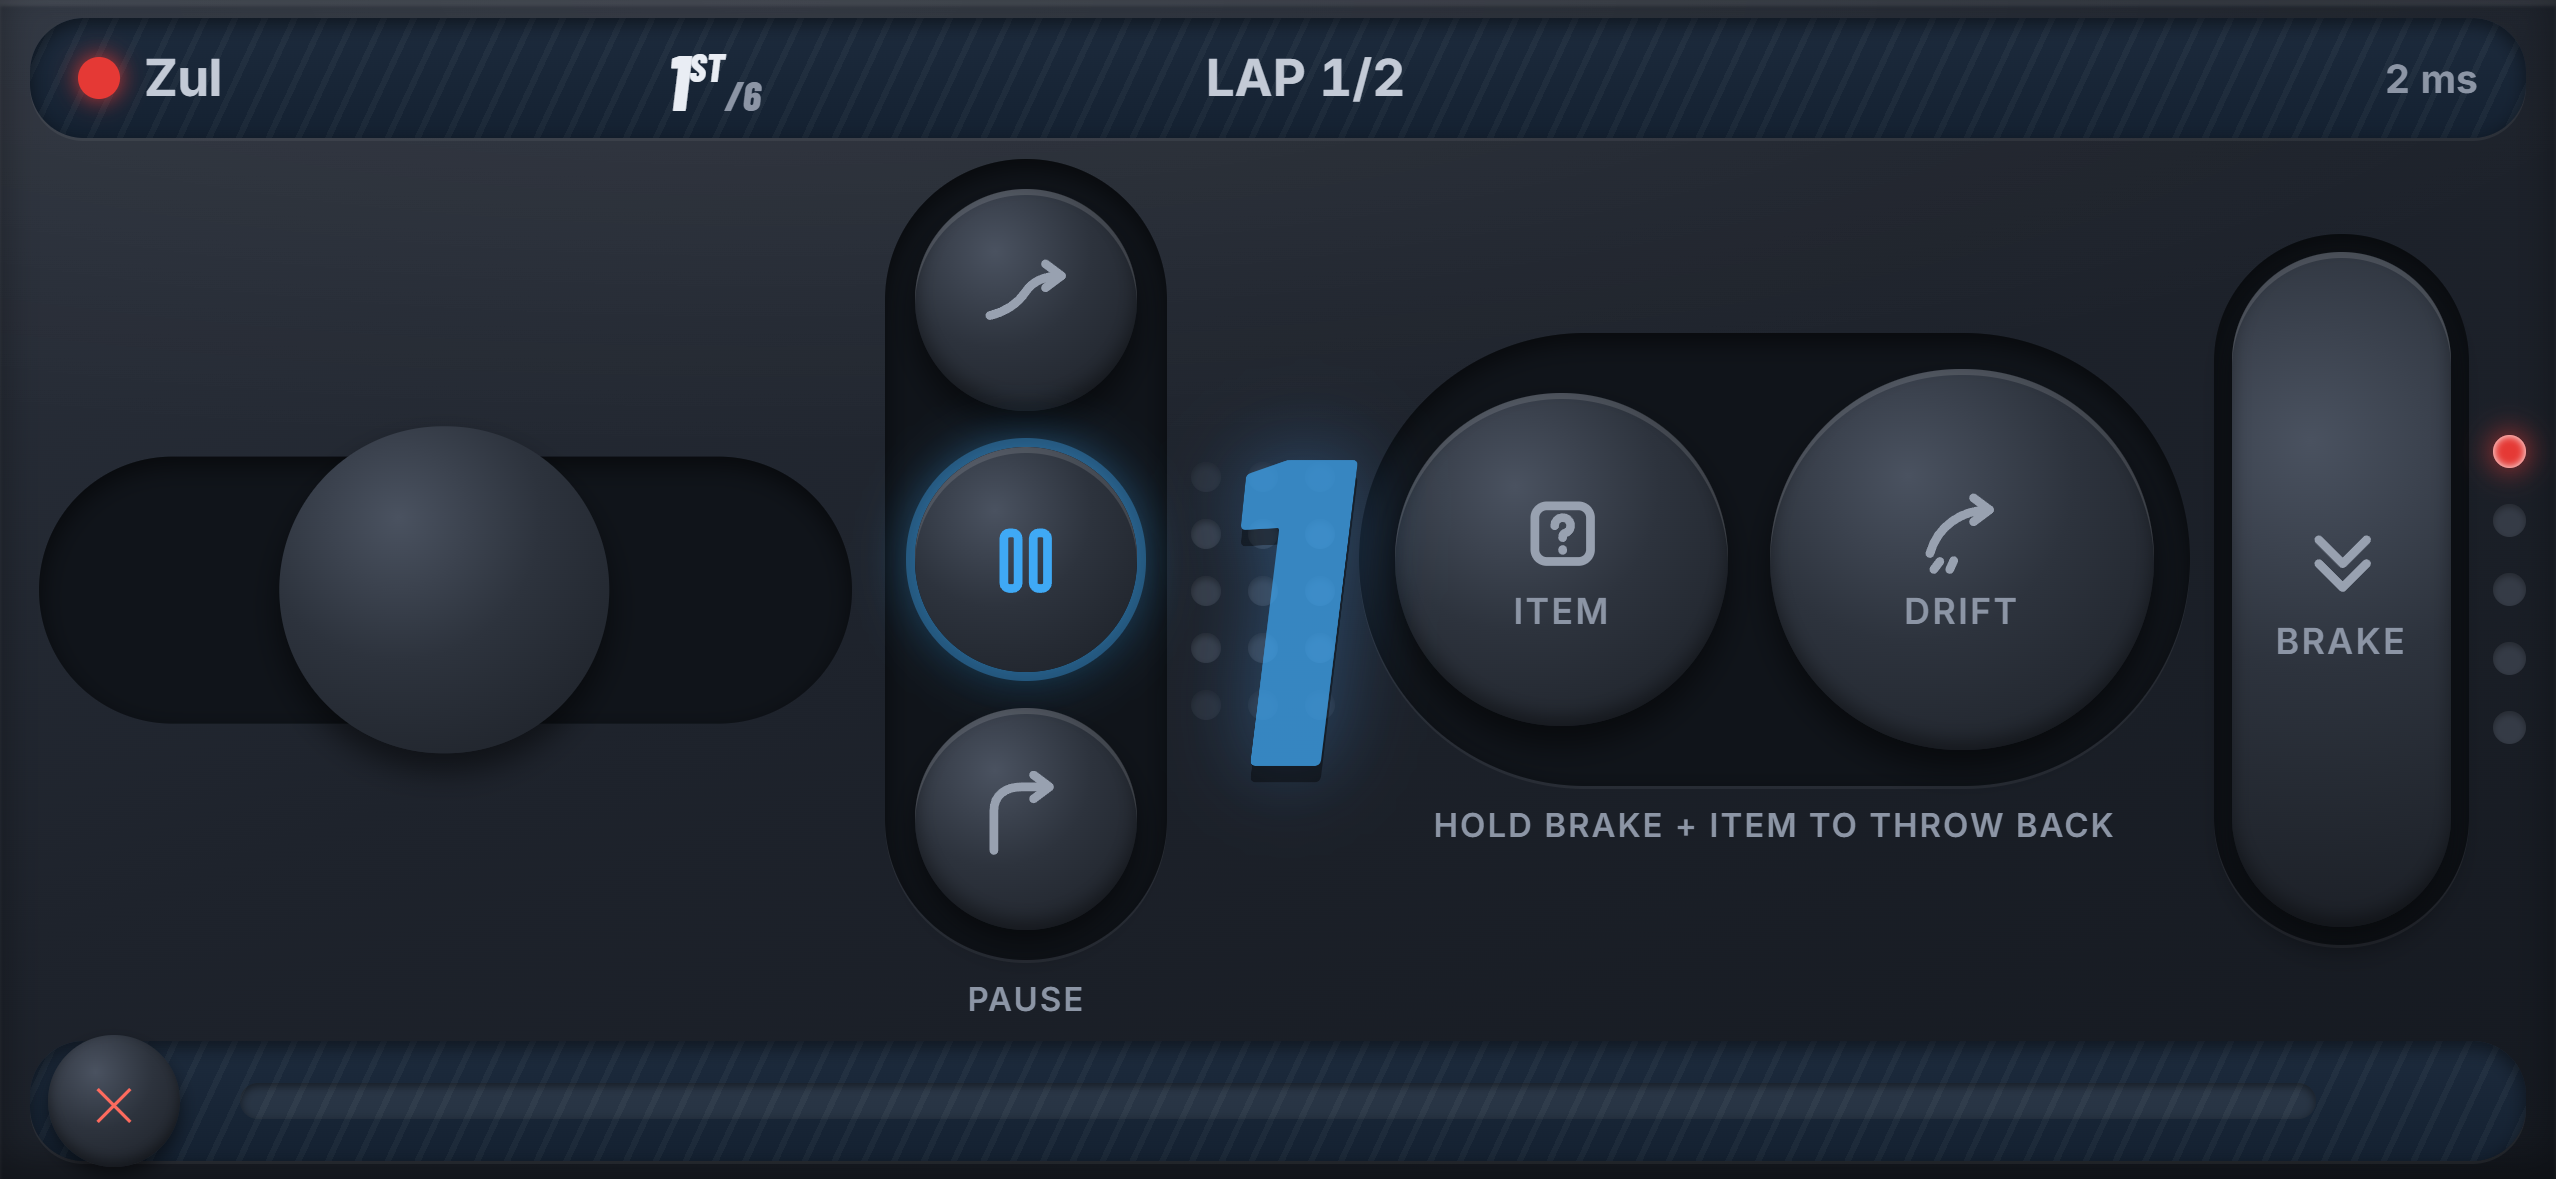 Zul
1ST/6
LAP 1/2
2 ms
1
ITEM
DRIFT
BRAKE
HOLD BRAKE + ITEM TO THROW BACK
PAUSE